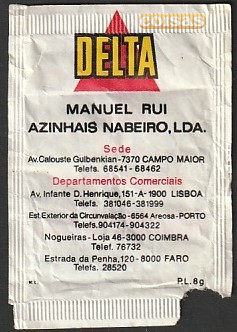 corsas
DELTA
MANUEL RUI
AZINHAIS NABEIRO, LDA.
Sede
Av. Calouste Gulbenkian-7370 CAMPO MAIOR
Telefs. 68541 - 68462
Departamentos Comerciais
Av. Infante D. Henrique, 151-A-1900 LISBOA
Tels. 381046-381999
Est. Exterior da Circunvalação-6564 Areosa-PORTO
Telefs. 904174-904322
Nogueiras - Loja 46-3000 COIMBRA
Telef. 76732
Estrada da Penha, 120-8000 FARO
Telefs. 28520
P.L. 8g